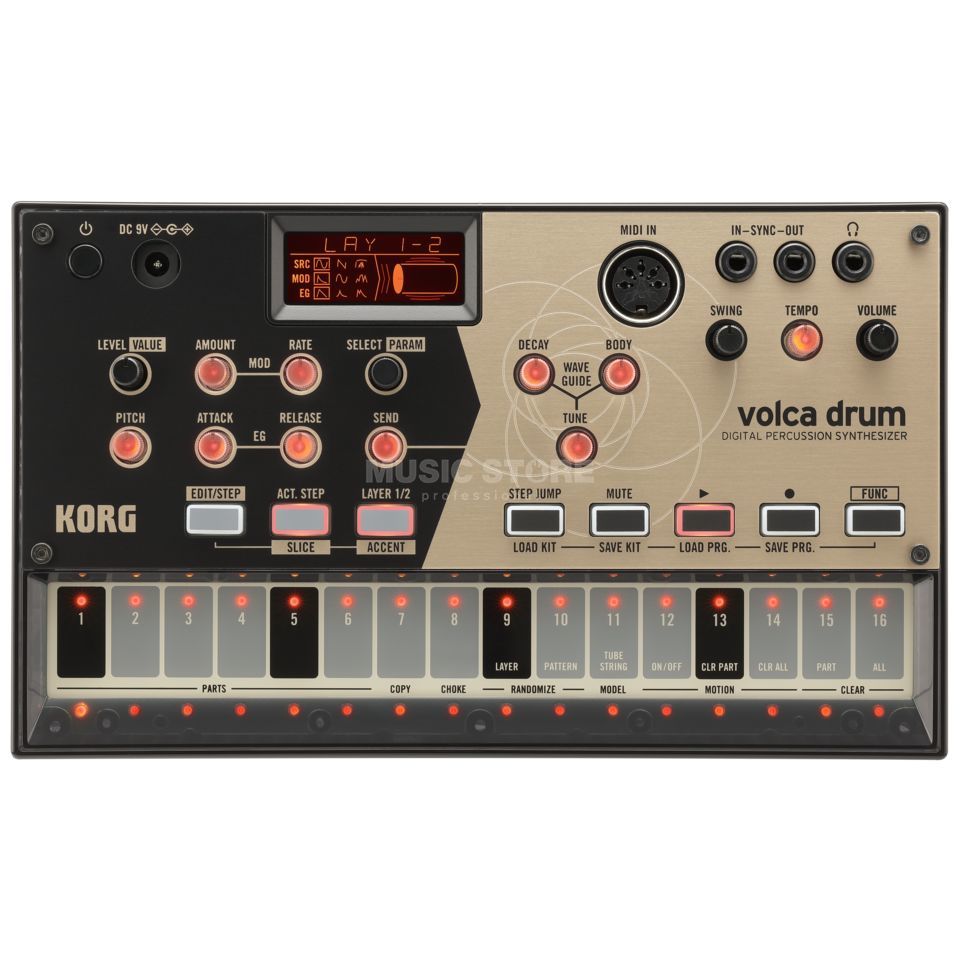 DC 9V
LAY 1-2
SRC
MOD
EG
MIDI IN
IN-SYNC-OUT
SWING
TEMPO
VOLUME
LEVEL VALUE
AMOUNT
MOD
RATE
SELECT PARAM
DECAY
BODY
WAVE
GUIDE
TUNE
PITCH
ATTACK
EG
RELEASE
SEND
volca drum
DIGITAL PERCUSSION SYNTHESIZER
MUSIC STORE
professional
KORG
EDIT/STEP
ACT. STEP
LAYER 1/2
STEP JUMP
MUTE
FUNC
SLICE
ACCENT
LOAD KIT
SAVE KIT
LOAD PRG.
SAVE PRG.
1 2 3 4 5 6 7 8 9 10 11 12 13 14 15 16
LAYER
PATTERN
TUBE
STRING
ON/OFF
CLR PART
CLR ALL
PART
ALL
PARTS
COPY
CHOKE
RANDOMIZE
MODEL
MOTION
CLEAR